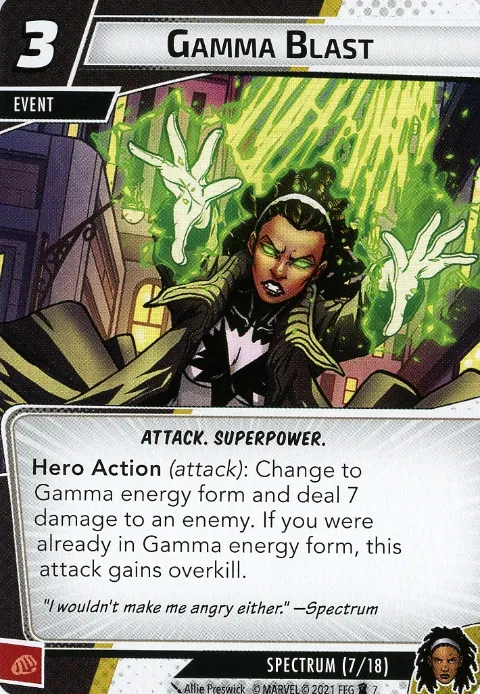 3
GAMMA BLAST
EVENT
ATTACK. SUPERPOWER.
Hero Action (attack): Change to
Gamma energy form and deal 7
damage to an enemy. If you were
already in Gamma energy form, this
attack gains overkill.
"I wouldn't make me angry either." —Spectrum
SPECTRUM (7/18)
Allie Preswick © MARVEL © 2021 FFG 7